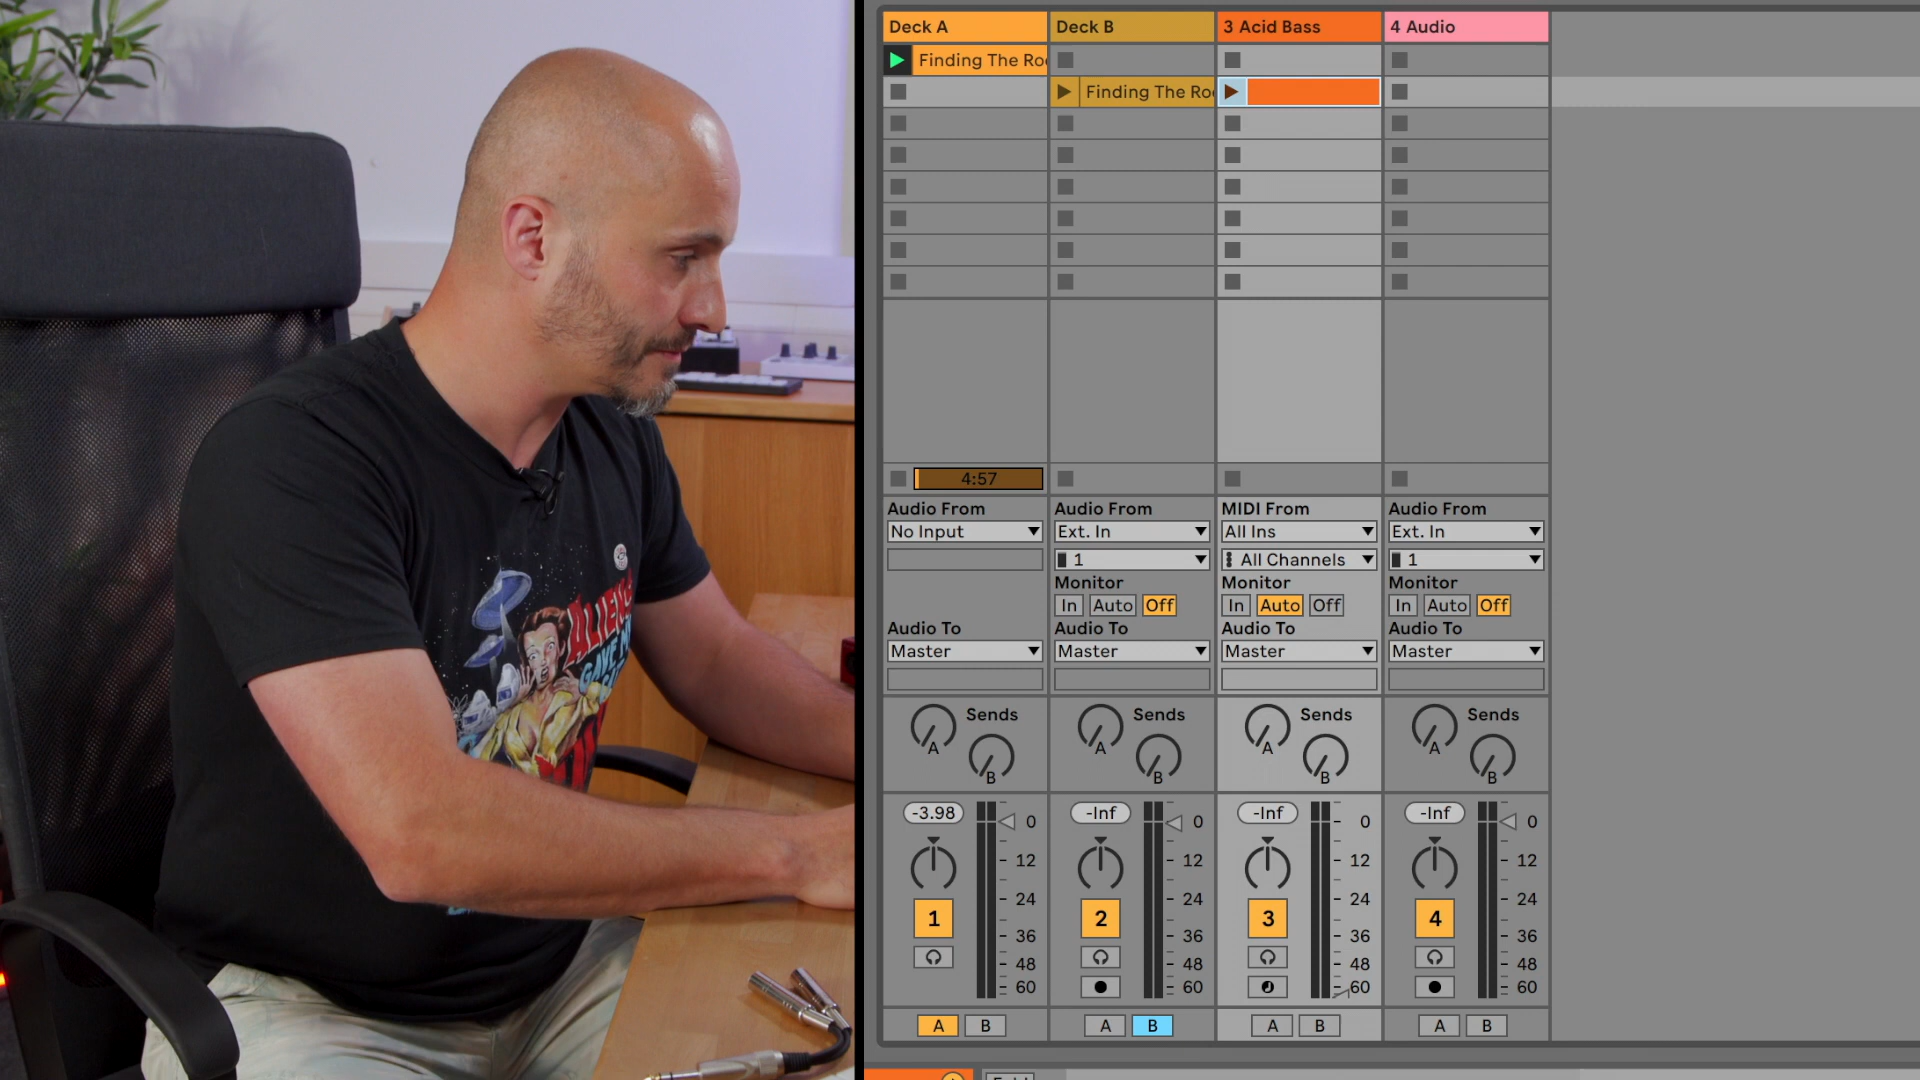 Deck A Deck B 3 Acid Bass 4 Audio
Finding The Ro
Finding The Ro
4:57
Audio From Audio From MIDI From Audio From
No Input Ext. In All Ins Ext. In
1 All Channels 1
Monitor Monitor Monitor
In Auto Off In Auto Off In Auto Off
Audio To Audio To Audio To Audio To
Master Master Master Master
Sends Sends Sends Sends
A A A A
B B B B
-3.98 -Inf -Inf -Inf
0 0 0 0
12 12 12 12
24 24 24 24
1 2 3 4
36 36 36 36
48 48 48 48
60 60 60 60
A B A B A B A B
ALIENS
GAVE